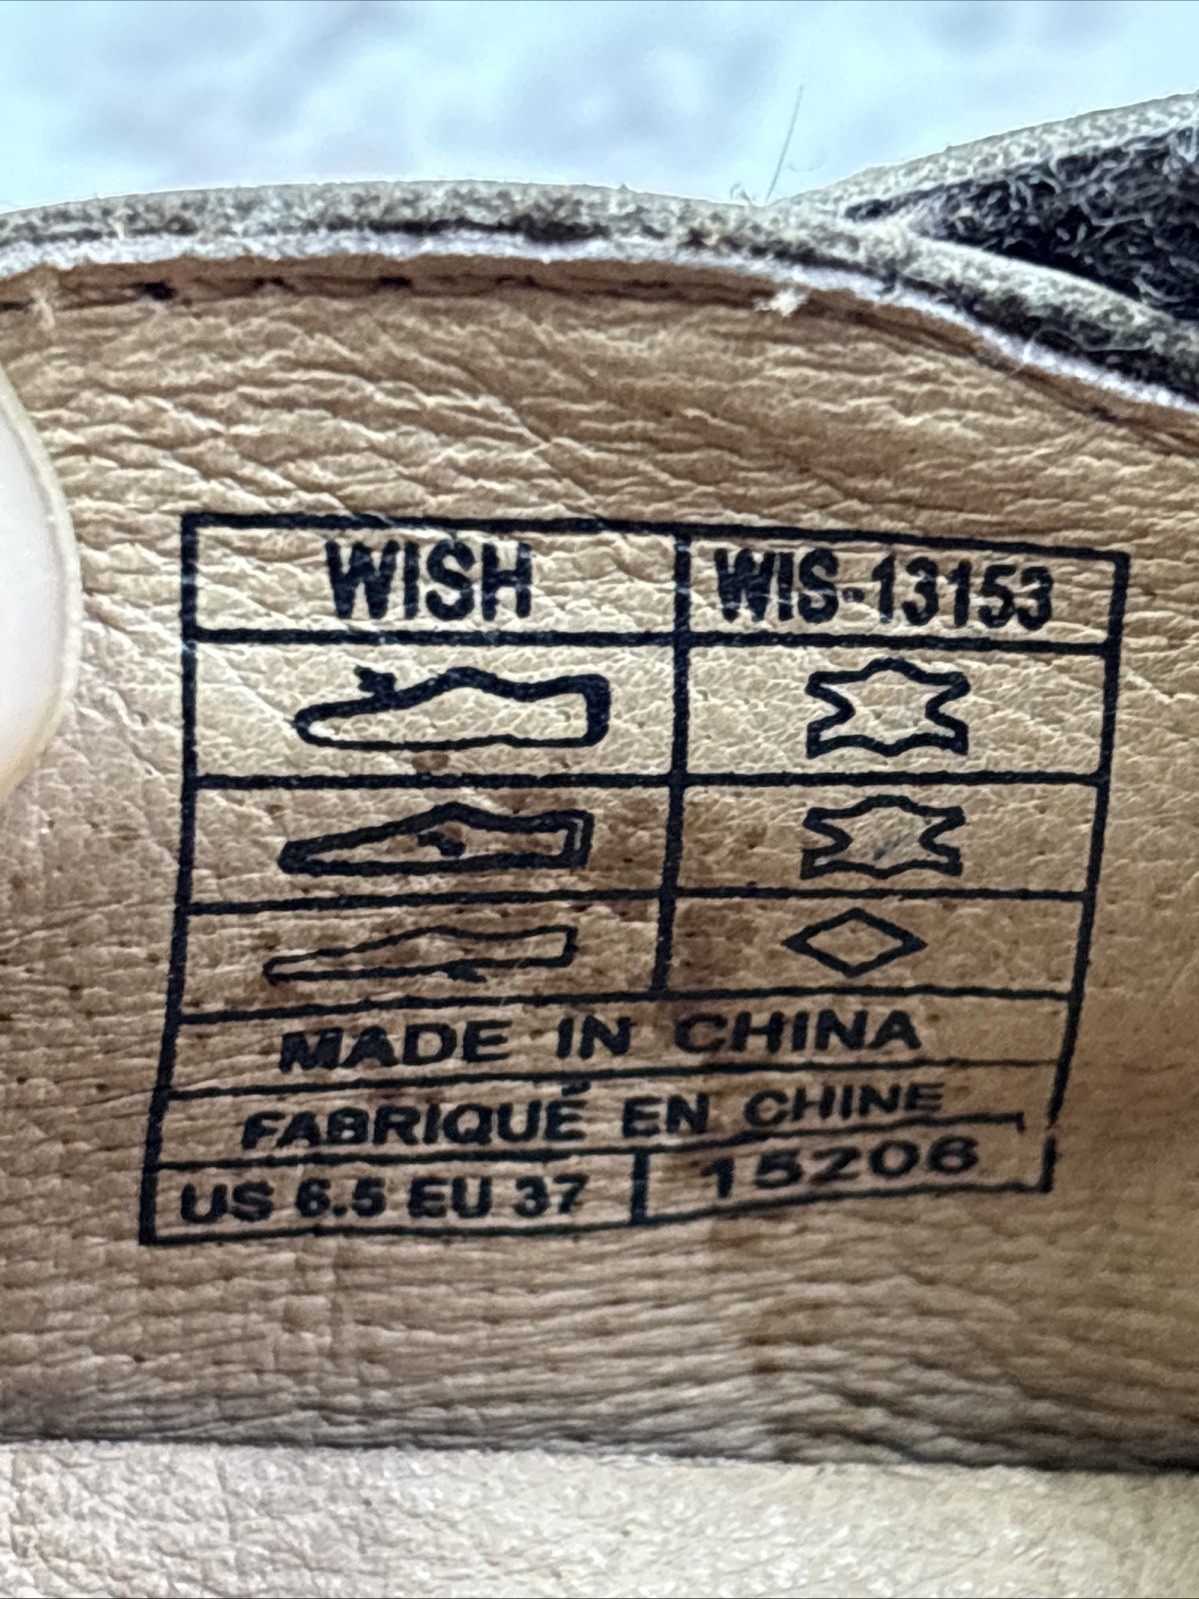 WISH WIS-13153
MADE IN CHINA
FABRIQUÉ EN CHINE
US 6.5 EU 37 15206